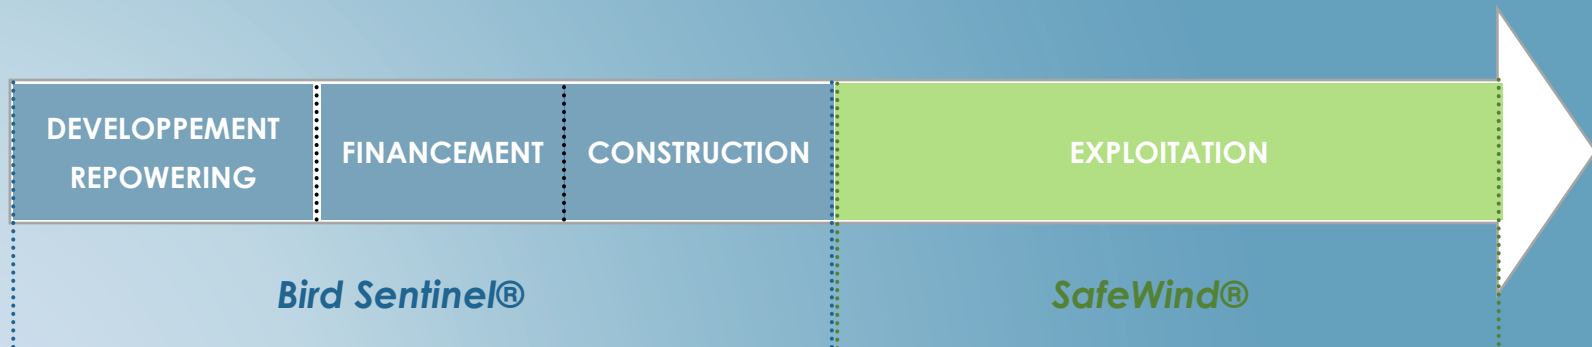 DEVELOPPEMENT
REPOWERING
FINANCEMENT
CONSTRUCTION
EXPLOITATION
Bird Sentinel®
SafeWind®